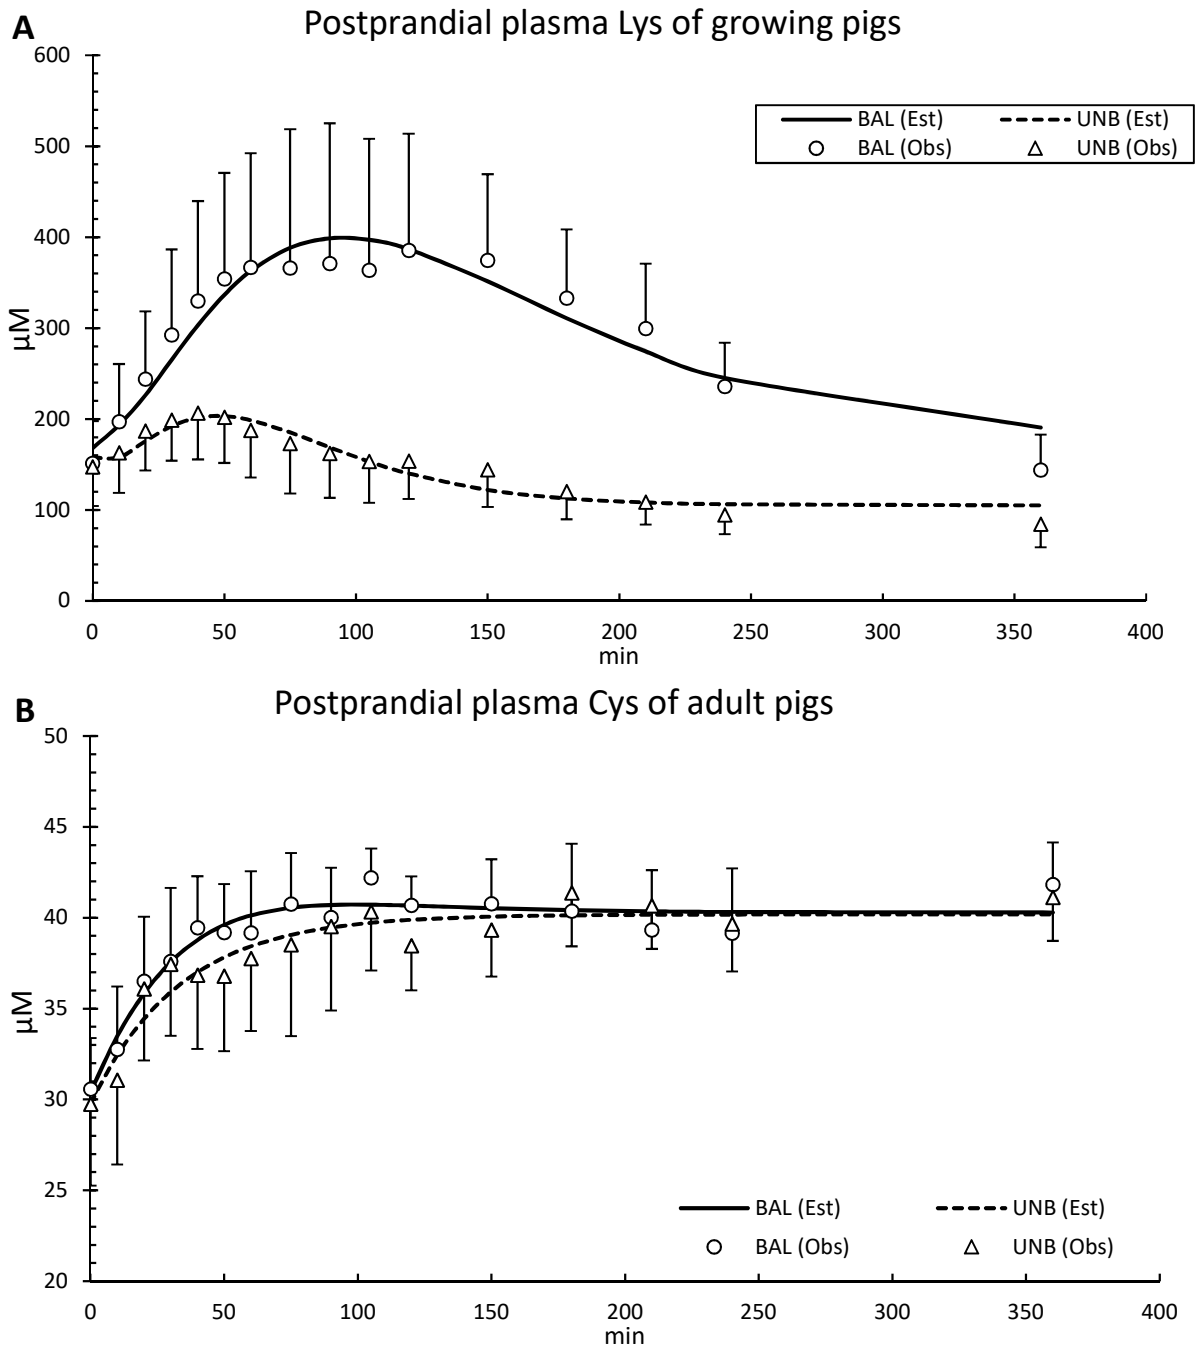 A
Postprandial plasma Lys of growing pigs
600
500
400
300
200
100
0
µM
BAL (Est) UNB (Est)
BAL (Obs) UNB (Obs)
0 50 100 150 200 250 300 350 400
min
B
Postprandial plasma Cys of adult pigs
50
45
40
35
30
25
20
µM
BAL (Est) UNB (Est)
BAL (Obs) UNB (Obs)
0 50 100 150 200 250 300 350 400
min